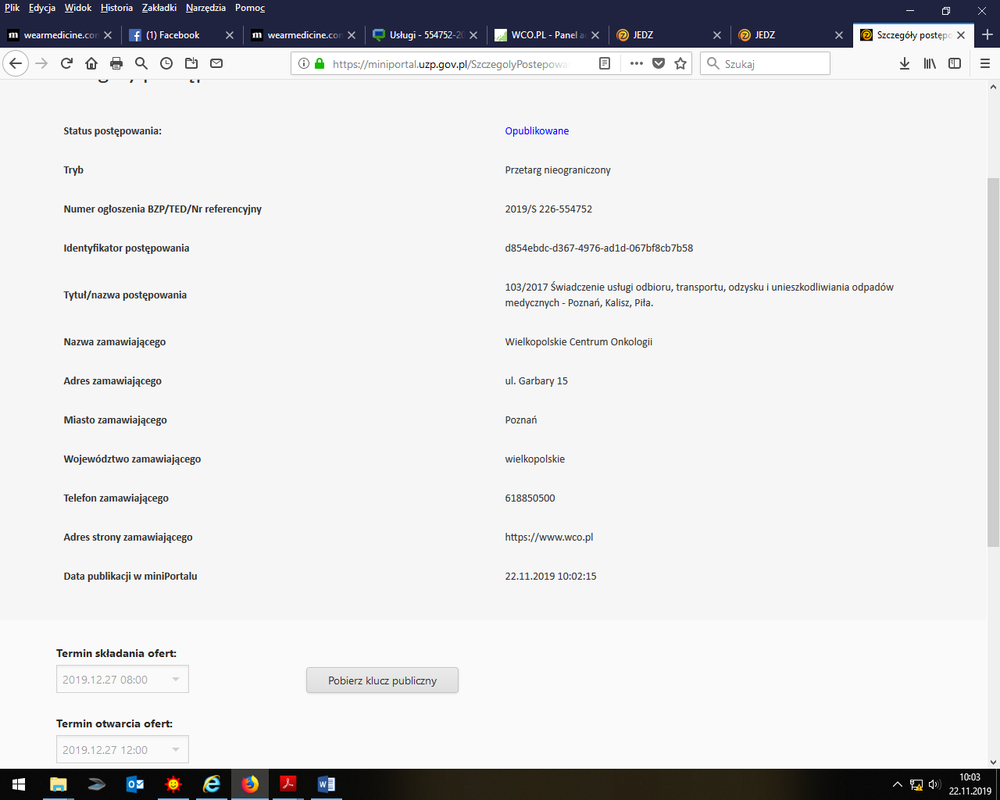 Plik Edycja Widok Historia Zakładki Narzędzia Pomoc
wearmedicine.com (1) Facebook wearmedicine.com Usługi - 554752-20 WCO.PL - Panel a JEDZ JEDZ Szczegóły postępo
https://miniportal.uzp.gov.pl/SzczegolyPostepowa Szukaj
Status postępowania: Opublikowane
Tryb Przetarg nieograniczony
Numer ogłoszenia BZP/TED/Nr referencyjny 2019/S 226-554752
Identyfikator postępowania d854ebdc-d367-4976-ad1d-067bf8cb7b58
Tytuł/nazwa postępowania 103/2017 Świadczenie usługi odbioru, transportu, odzysku i unieszkodliwiania odpadów
medycznych - Poznań, Kalisz, Piła.
Nazwa zamawiającego Wielkopolskie Centrum Onkologii
Adres zamawiającego ul. Garbary 15
Miasto zamawiającego Poznań
Województwo zamawiającego wielkopolskie
Telefon zamawiającego 618850500
Adres strony zamawiającego https://www.wco.pl
Data publikacji w miniPortalu 22.11.2019 10:02:15
Termin składania ofert:
2019.12.27 08:00 Pobierz klucz publiczny
Termin otwarcia ofert:
2019.12.27 12:00
10:03
22.11.2019